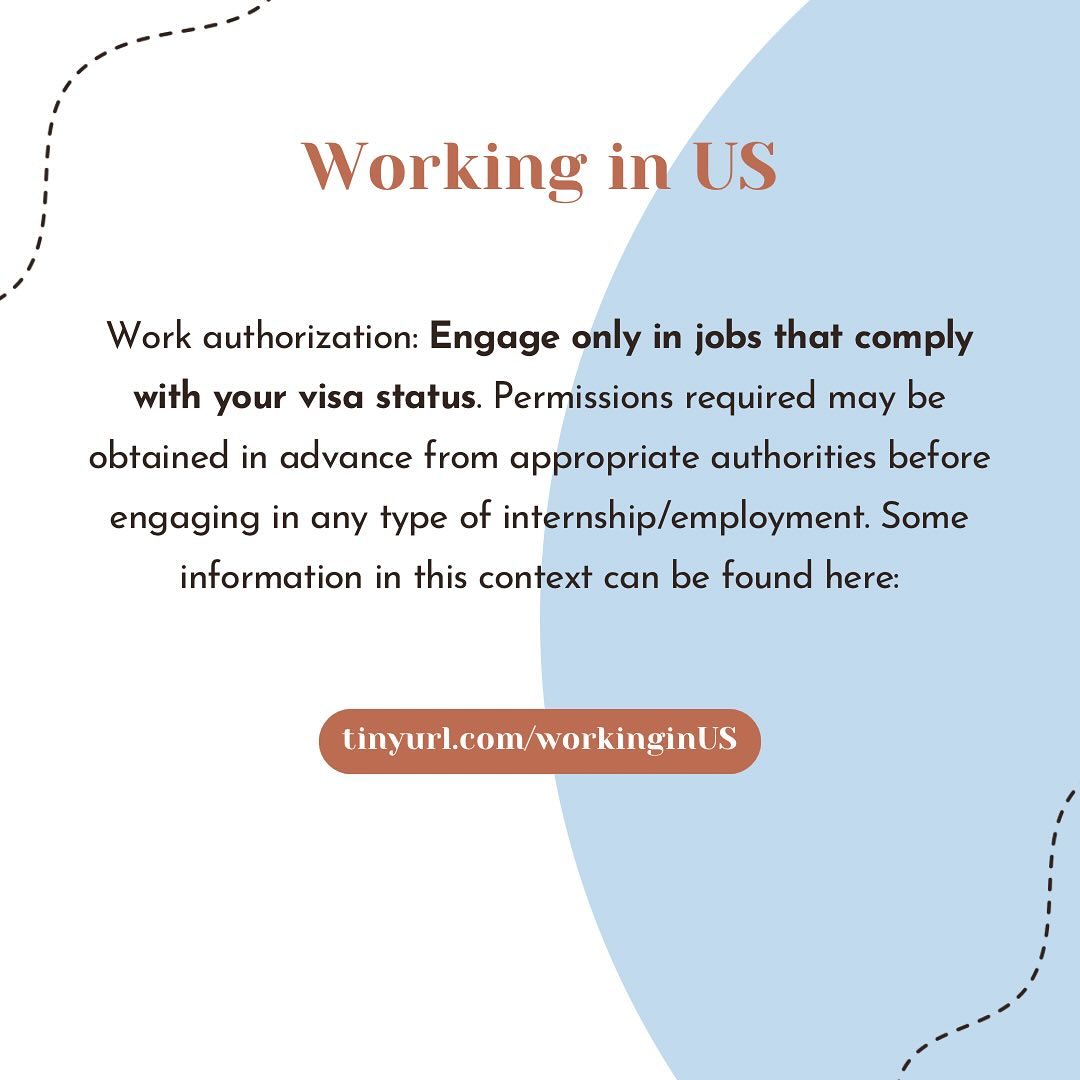 Working in US
Work authorization: Engage only in jobs that comply
with your visa status. Permissions required may be
obtained in advance from appropriate authorities before
engaging in any type of internship/employment. Some
information in this context can be found here:
tinyurl.com/workinginUS